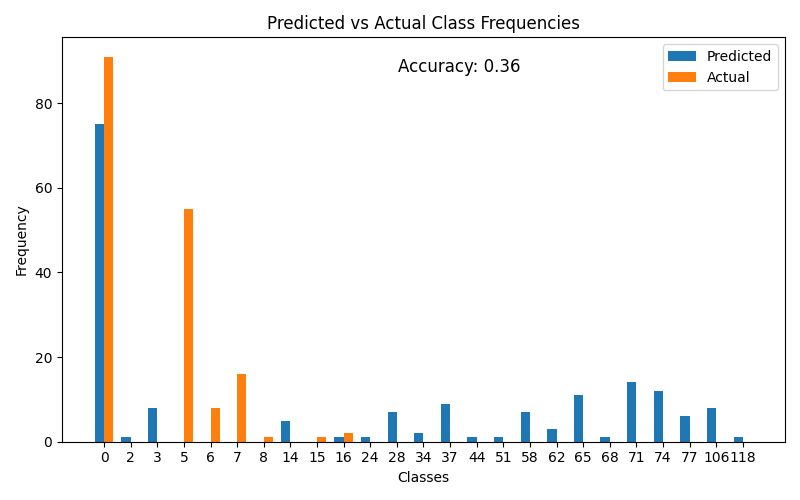 Predicted vs Actual Class Frequencies
Accuracy: 0.36
Predicted
Actual
Frequency
80
60
40
20
0
0 2 3 5 6 7 8 14 15 16 24 28 34 37 44 51 58 62 65 68 71 74 77 106 118
Classes